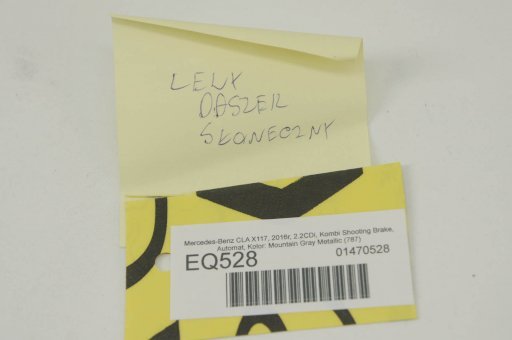 LEWY
DASZEK
SŁONECZNY
Mercedes-Benz CLA X117, 2016r, 2.2CDi, Kombi Shooting Brake,
Automat, Kolor: Mountain Gray Metallic (787)
EQ528
01470528